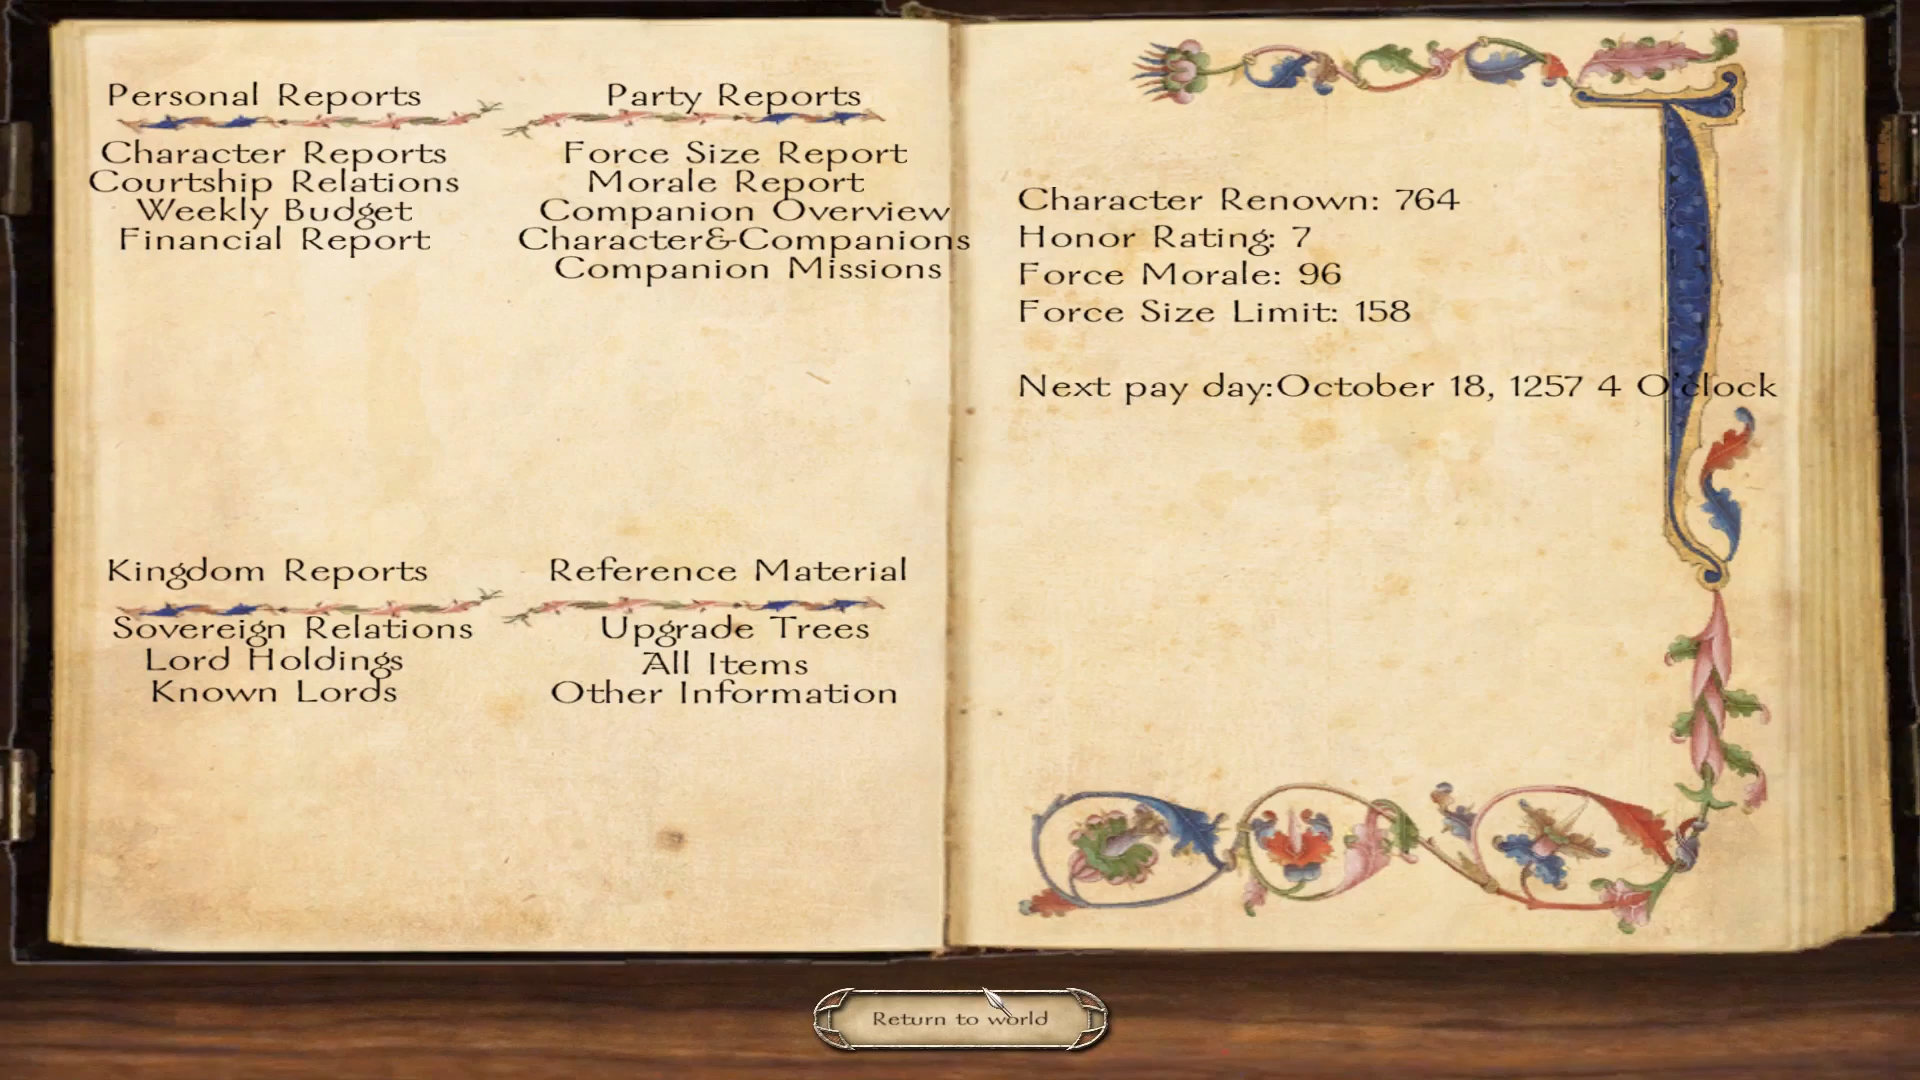 Personal Reports
Character Reports
Courtship Relations
Weekly Budget
Financial Report
Party Reports
Force Size Report
Morale Report
Companion Overview
Character&Companions
Companion Missions
Kingdom Reports
Sovereign Relations
Lord Holdings
Known Lords
Reference Material
Upgrade Trees
All Items
Other Information
Character Renown: 764
Honor Rating: 7
Force Morale: 96
Force Size Limit: 158
Next pay day:October 18, 1257 4 O'clock
Return to world